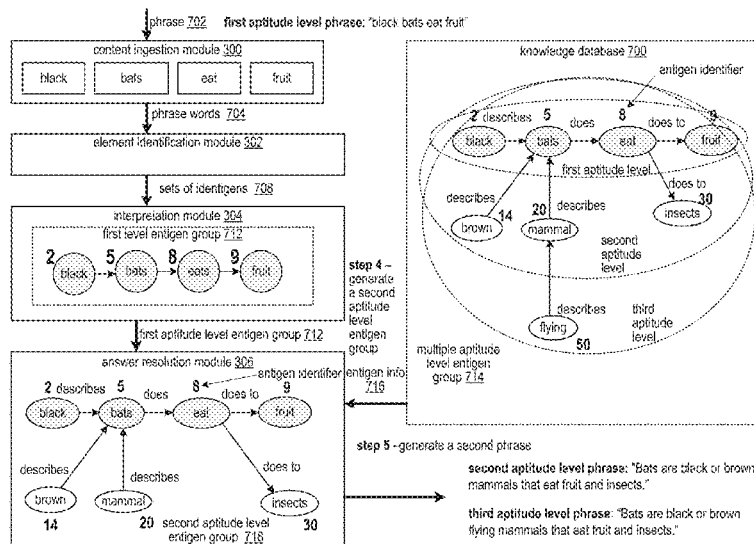 phrase 702
first aptitude level phrase: "black bats eat fruit"
content ingestion module 300
black
bats
eat
fruit
phrase words 704
element identification module 302
sets of identigens 708
interpretation module 304
first level entigen group 712
2
5
8
9
black
bats
eats
fruit
step 4 -
generate
a second
aptitude
level
entigen
group
first aptitude level entigen group 712
answer resolution module 306
antigen identifier
entigen info
716
2 describes
5
does
8
does to
9
black
bats
eat
fruit
describes
describes
does to
brown
mammal
insects
14
20
second aptitude level
entigen group 718
30
knowledge database 700
antigen identifier
2 describes
5
does
8
does to
9
black
bats
eat
fruit
first aptitude level
describes
describes
does to
14
20
30
brown
mammal
insects
second
aptitude
level
describes
third
aptitude
level
flying
50
multiple aptitude
level entigen
group 714
step 5 - generate a second phrase
second aptitude level phrase: "Bats are black or brown
mammals that eat fruit and insects."
third aptitude level phrase: "Bats are black or brown
flying mammals that eat fruit and insects."